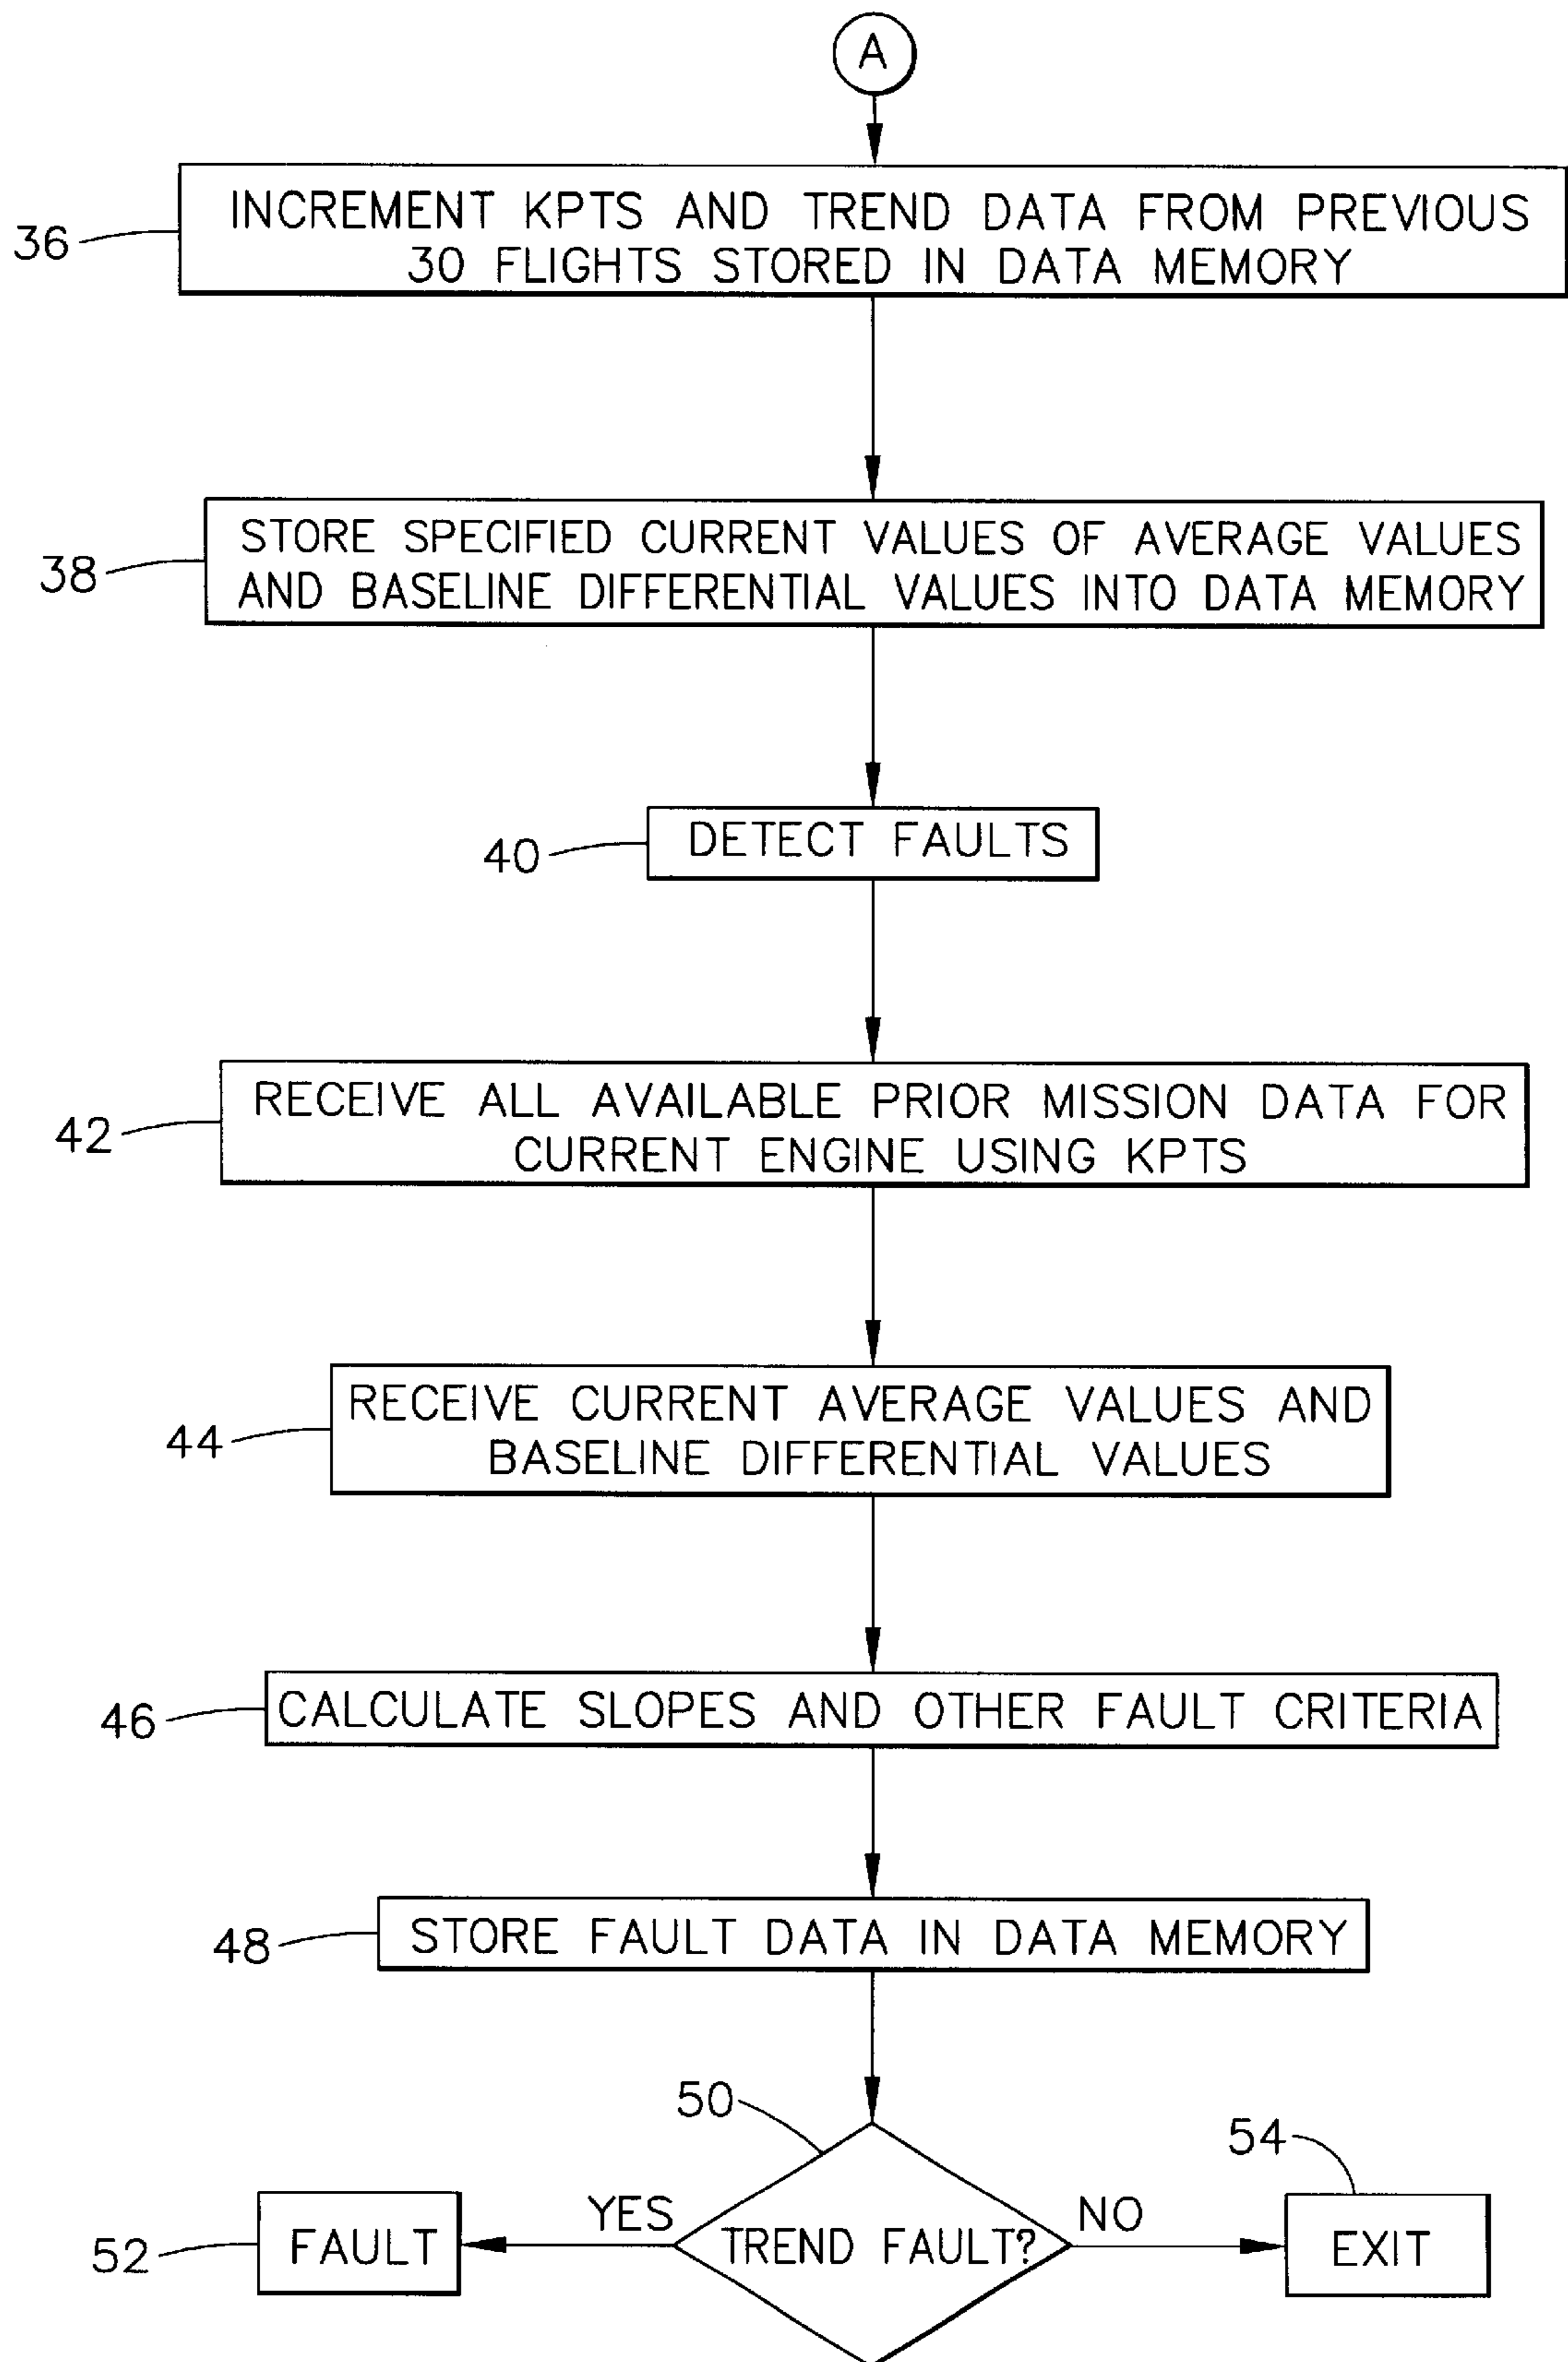 A
INCREMENT KPTS AND TREND DATA FROM PREVIOUS
30 FLIGHTS STORED IN DATA MEMORY
36
STORE SPECIFIED CURRENT VALUES OF AVERAGE VALUES
AND BASELINE DIFFERENTIAL VALUES INTO DATA MEMORY
38
DETECT FAULTS
40
RECEIVE ALL AVAILABLE PRIOR MISSION DATA FOR
CURRENT ENGINE USING KPTS
42
RECEIVE CURRENT AVERAGE VALUES AND
BASELINE DIFFERENTIAL VALUES
44
CALCULATE SLOPES AND OTHER FAULT CRITERIA
46
STORE FAULT DATA IN DATA MEMORY
48
50
54
YES
NO
52
FAULT
TREND FAULT?
EXIT